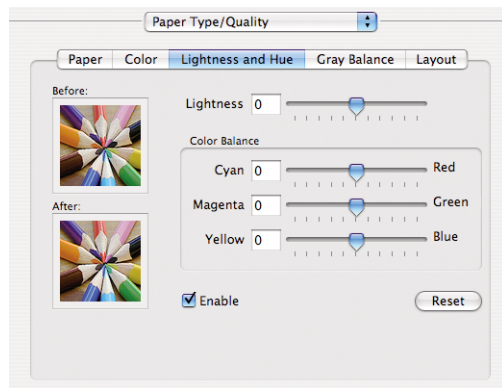 Paper Type/Quality
Paper Color Lightness and Hue Gray Balance Layout
Before:
Lightness 0
Color Balance
Cyan 0 Red
After:
Magenta 0 Green
Yellow 0 Blue
Enable Reset